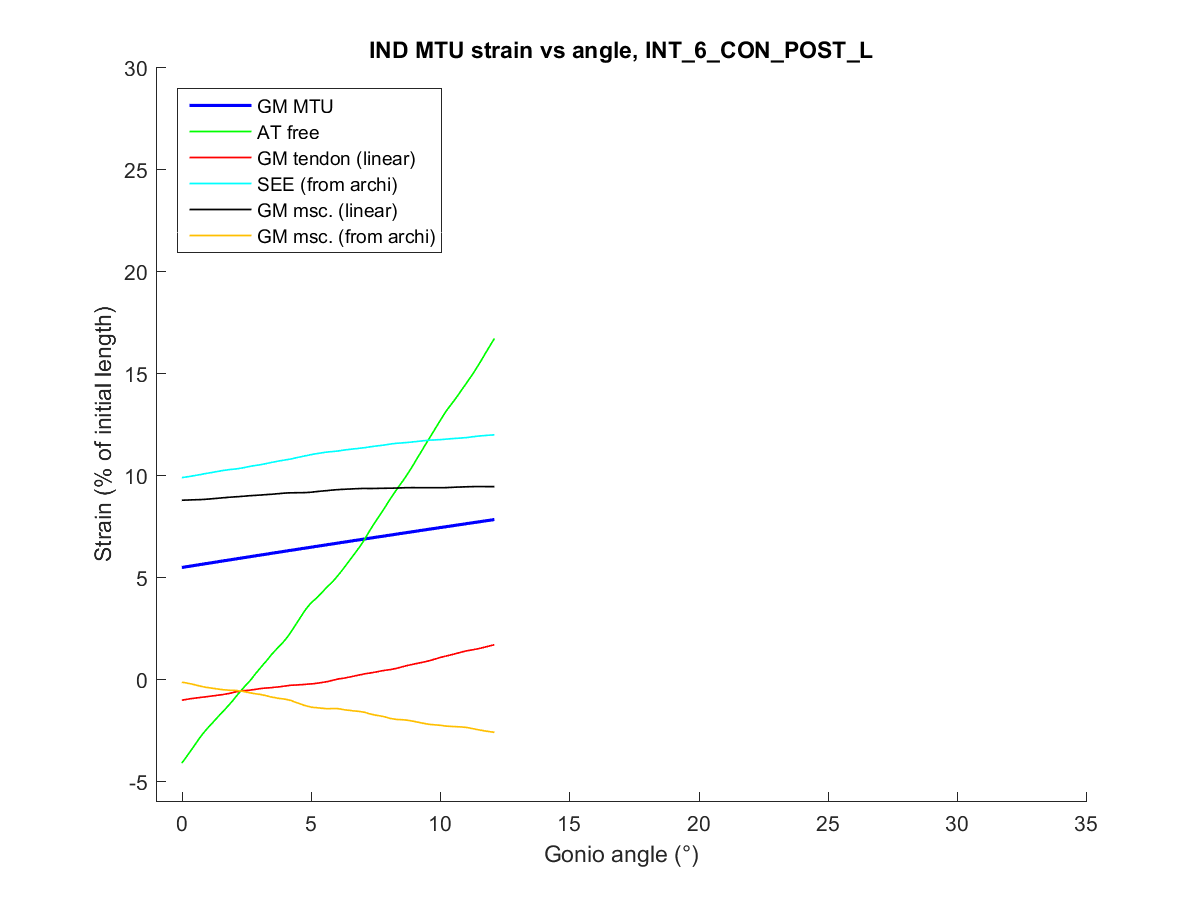 IND MTU strain vs angle, INT_6_CON_POST_L
30
25
20
15
10
5
0
-5
Strain (% of initial length)
GM MTU
AT free
GM tendon (linear)
SEE (from archi)
GM msc. (linear)
GM msc. (from archi)
0 5 10 15 20 25 30 35
Gonio angle (°)